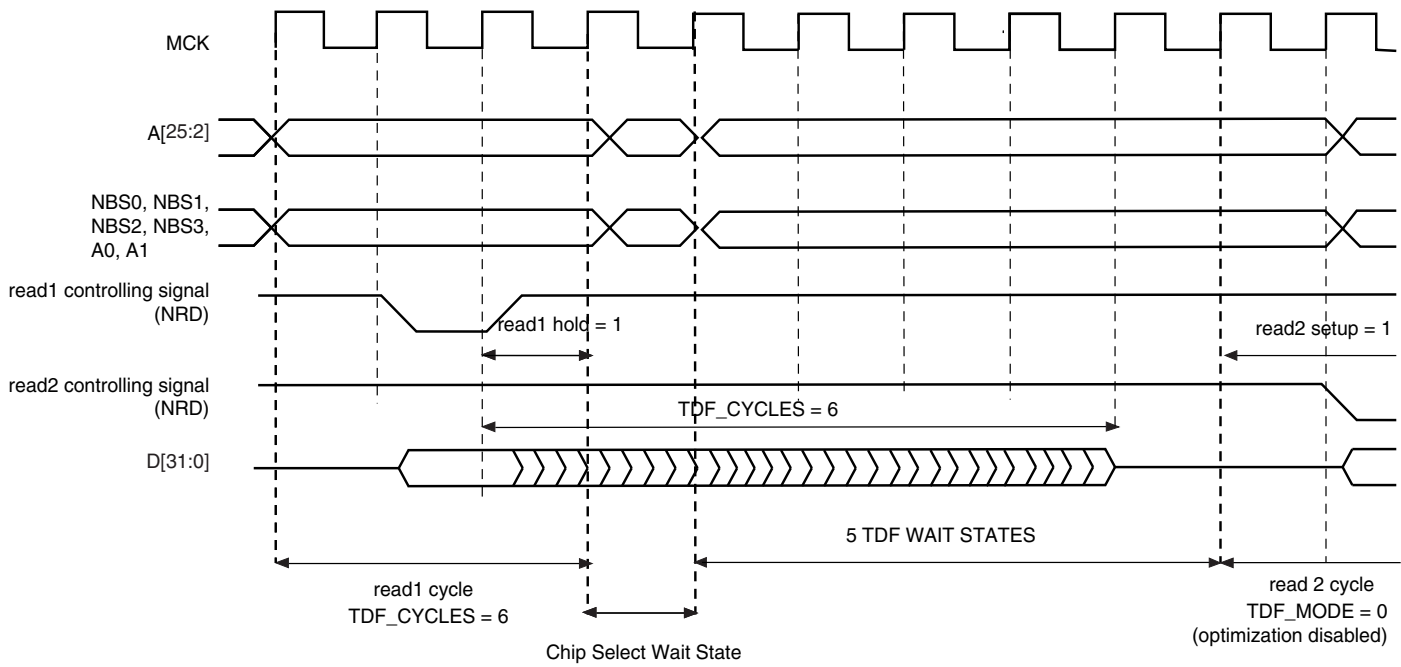 MCK
A[25:2]
NBS0, NBS1,
NBS2, NBS3,
A0, A1
read1 controlling signal
(NRD)
read1 hold = 1
read2 setup = 1
read2 controlling signal
(NRD)
TDF_CYCLES = 6
D[31:0]
5 TDF WAIT STATES
read1 cycle
TDF_CYCLES = 6
Chip Select Wait State
read 2 cycle
TDF_MODE = 0
(optimization disabled)